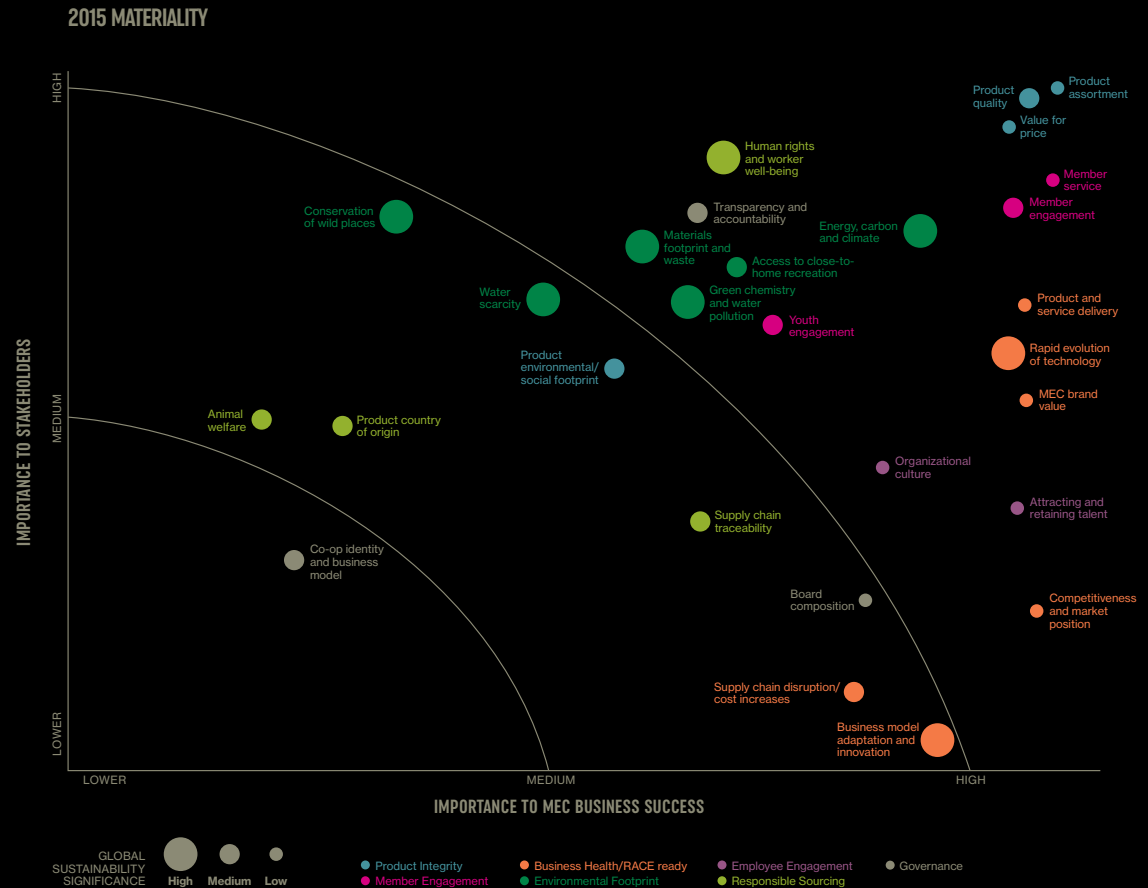 2015 MATERIALITY
HIGH
Product
assortment
Product
quality
Value for
price
Human rights
and worker
well-being
Member
service
Member
engagement
Transparency and
accountability
Conservation
of wild places
Energy, carbon
and climate
Materials
footprint and
waste
Access to close-to-
home recreation
Green chemistry
and water
pollution
Water
scarcity
Youth
engagement
Product and
service delivery
Rapid evolution
of technology
Product
environmental/
social footprint
MEC brand
value
IMPORTANCE TO STAKEHOLDERS
MEDIUM
Animal
welfare
Product country
of origin
Organizational
culture
Attracting and
retaining talent
Supply chain
traceability
Co-op identity
and business
model
Board
composition
Competitiveness
and market
position
Supply chain disruption/
cost increases
Business model
adaptation and
innovation
LOWER
LOWER
MEDIUM
HIGH
IMPORTANCE TO MEC BUSINESS SUCCESS
GLOBAL
SUSTAINABILITY
SIGNIFICANCE
High
Medium
Low
Product Integrity
Business Health/RACE ready
Employee Engagement
Governance
Member Engagement
Environmental Footprint
Responsible Sourcing